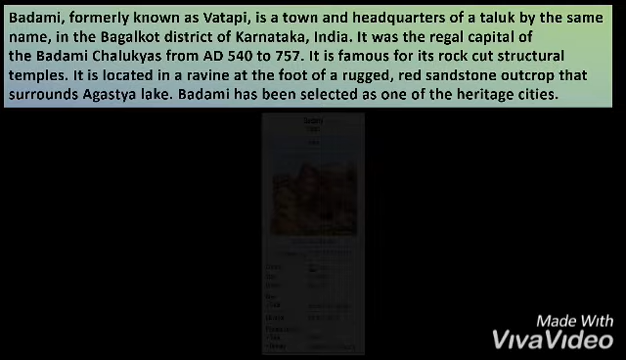 Badami, formerly known as Vatapi, is a town and headquarters of a taluk by the same
name, in the Bagalkot district of Karnataka, India. It was the regal capital of
the Badami Chalukyas from AD 540 to 757. It is famous for its rock cut structural
temples. It is located in a ravine at the foot of a rugged, red sandstone outcrop that
surrounds Agastya lake. Badami has been selected as one of the heritage cities.
Made With
VivaVideo